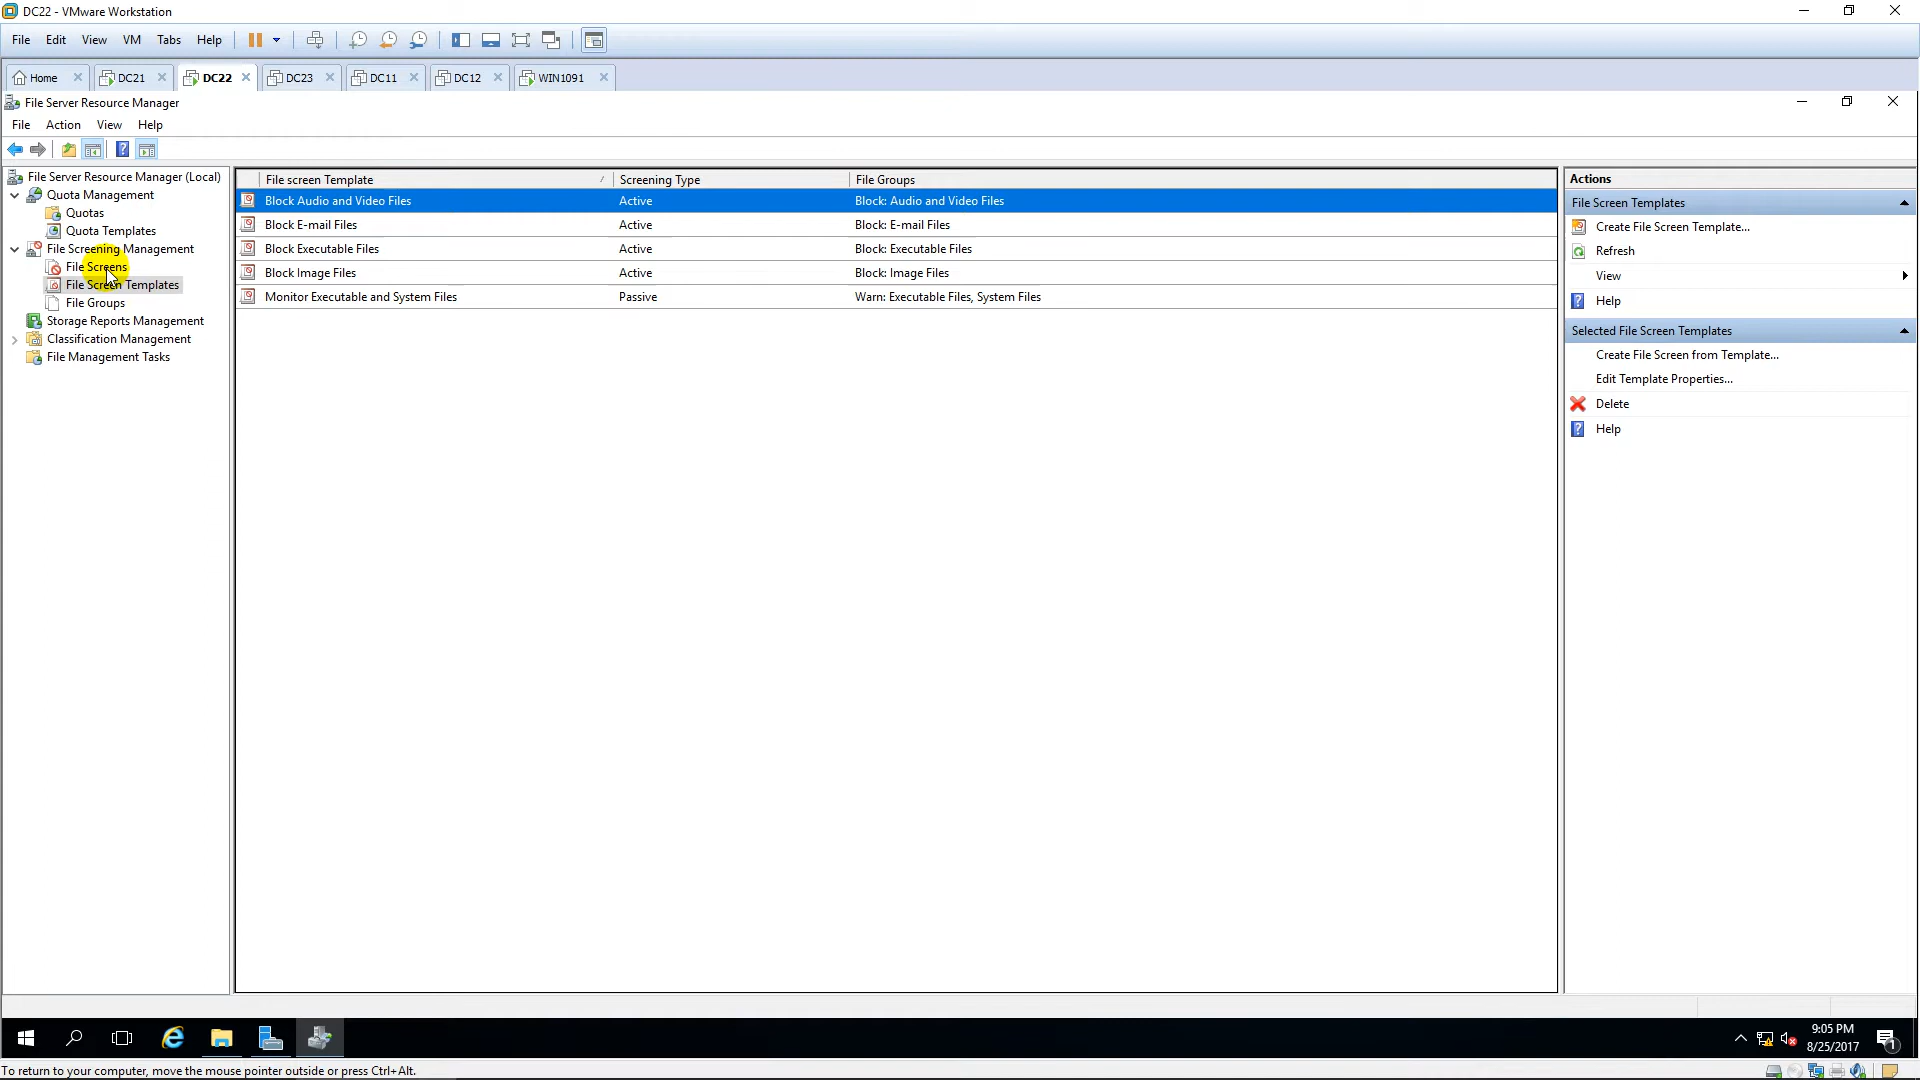 DC22 - VMware Workstation
File Edit View VM Tabs Help
Home DC21 DC22 DC23 DC11 DC12 WIN1091
File Server Resource Manager
File Action View Help
File Server Resource Manager (Local)
Quota Management
Quotas
Quota Templates
File Screening Management
File Screens
File Screen Templates
File Groups
Storage Reports Management
Classification Management
File Management Tasks
File screen Template Screening Type File Groups
Block Audio and Video Files Active Block: Audio and Video Files
Block E-mail Files Active Block: E-mail Files
Block Executable Files Active Block: Executable Files
Block Image Files Active Block: Image Files
Monitor Executable and System Files Passive Warn: Executable Files, System Files
Actions
File Screen Templates
Create File Screen Template...
Refresh
View
Help
Selected File Screen Templates
Create File Screen from Template...
Edit Template Properties...
Delete
Help
9:05 PM
8/25/2017
1
To return to your computer, move the mouse pointer outside or press Ctrl+Alt.